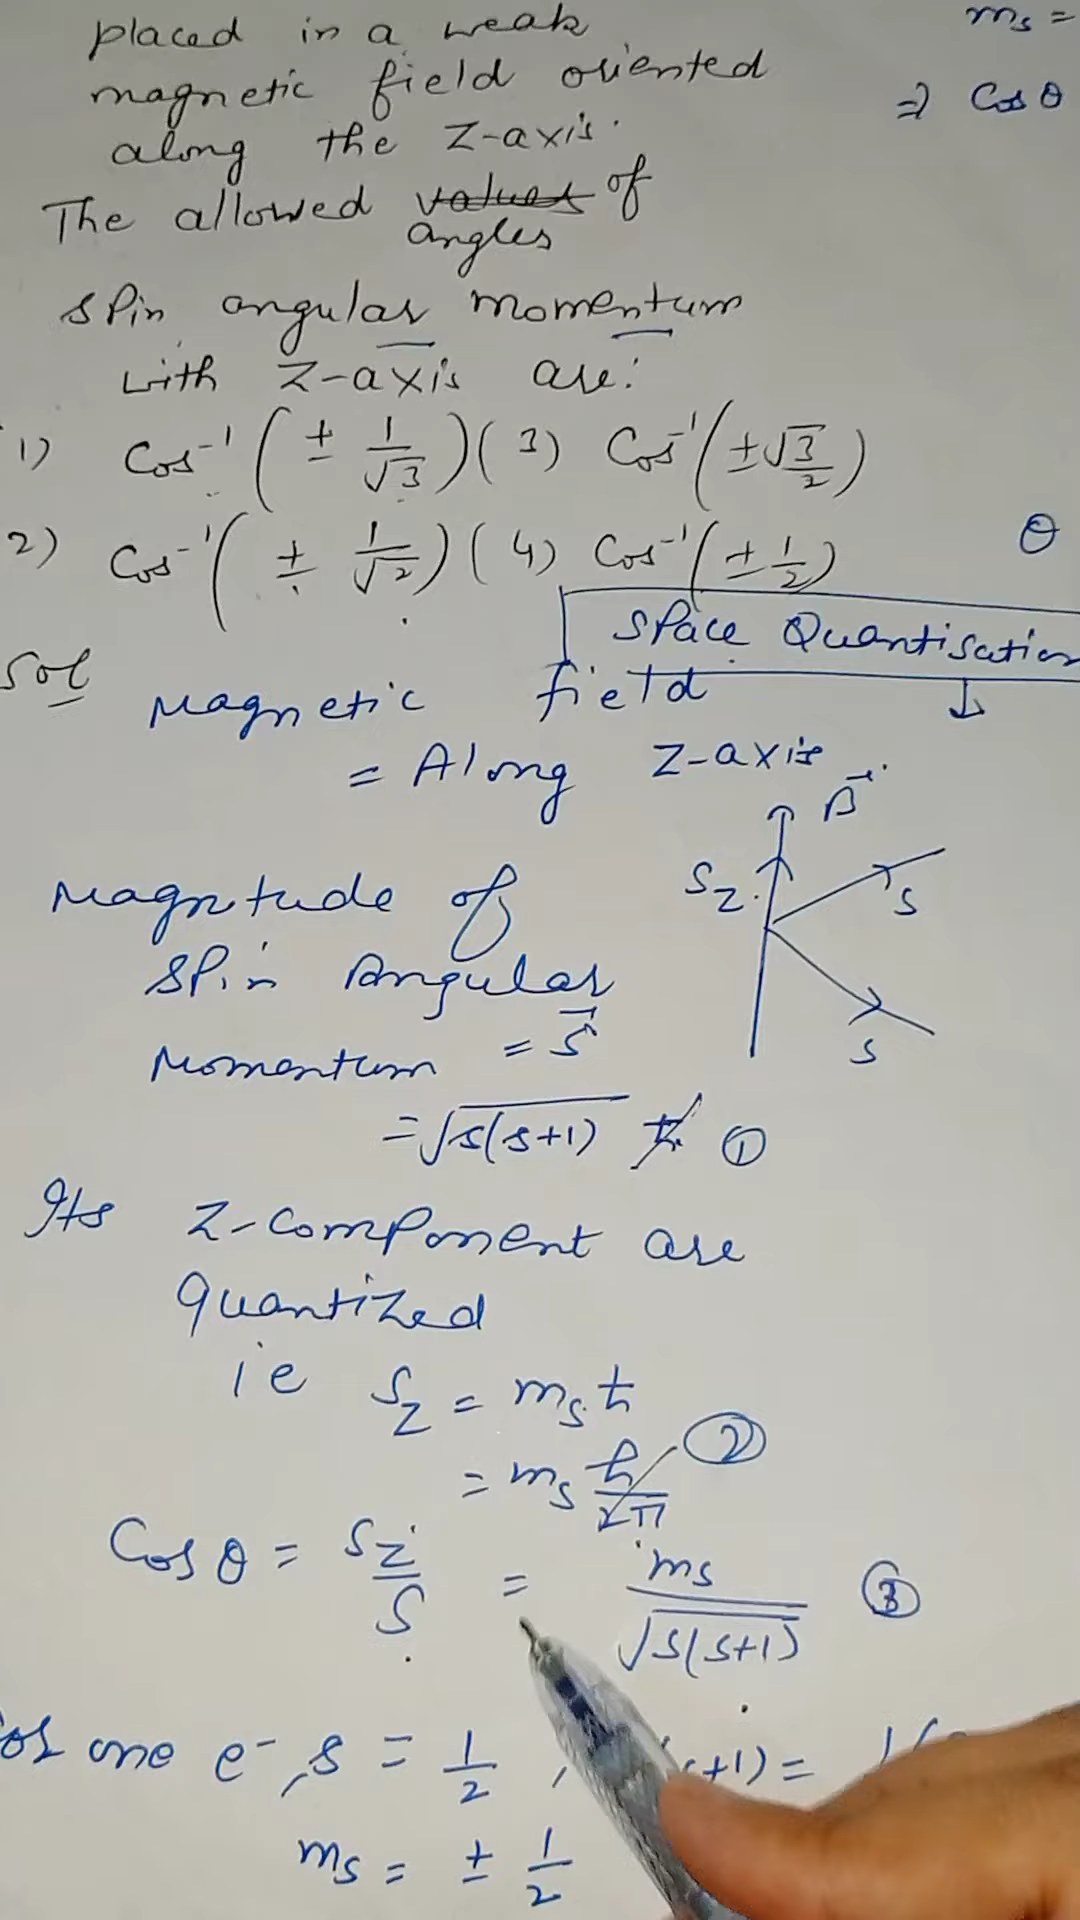 placed in a weak
magnetic field oriented
along the Z-axis.
The allowed values of
angles
spin angular momentum
with Z-axis are:
1) Cos⁻¹ ( ± 1/√3 ) (3) Cos⁻¹ ( ± √3/2 )
2) Cos⁻¹ ( ± 1/√2 ) (4) Cos⁻¹ ( ± 1/2 )
ms =
⇒ Cos θ
θ
Space Quantisation
↓
Sol
Magnetic field
= Along Z-axis
B⃗
Sz
S
S
Magnitude of
Spin Angular
Momentum = S⃗
= √s(s+1) ħ ①
Its Z-component are
quantized
ie Sz = ms ħ
= ms h/2π ②
Cos θ = Sz/S = ms/√s(s+1) ③
one e⁻, s = 1/2 , +1) =
ms = ± 1/2